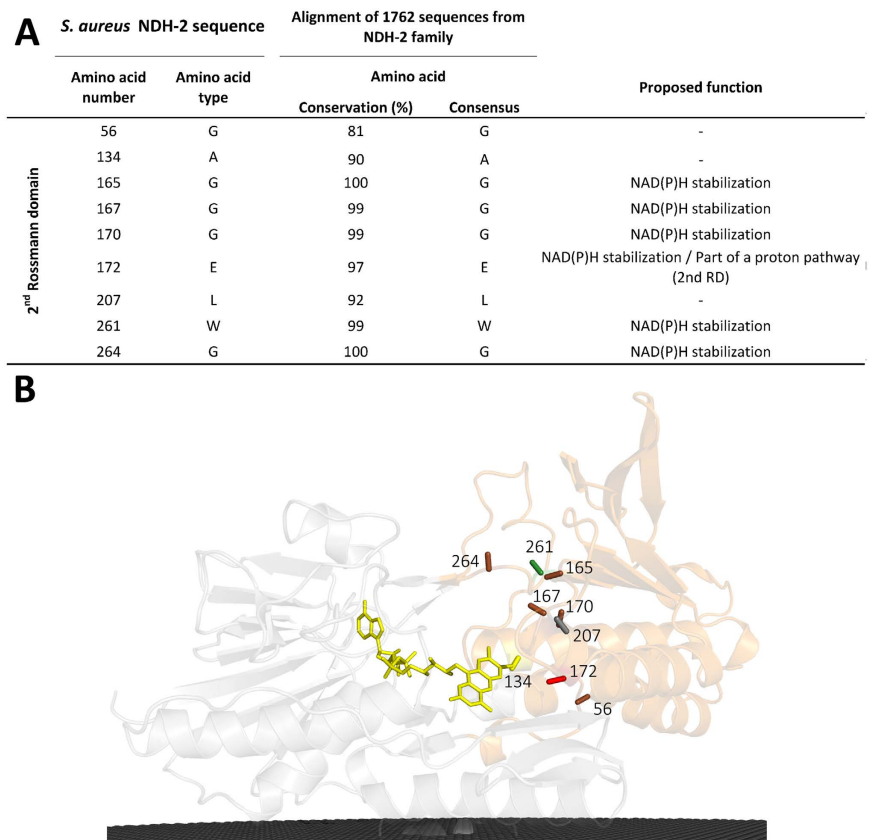 A
S. aureus NDH-2 sequence
Alignment of 1762 sequences from
NDH-2 family
Amino acid
number
Amino acid
type
Amino acid
Conservation (%)
Consensus
Proposed function
2nd Rossmann domain
56 G 81 G -
134 A 90 A -
165 G 100 G NAD(P)H stabilization
167 G 99 G NAD(P)H stabilization
170 G 99 G NAD(P)H stabilization
172 E 97 E NAD(P)H stabilization / Part of a proton pathway
(2nd RD)
207 L 92 L -
261 W 99 W NAD(P)H stabilization
264 G 100 G NAD(P)H stabilization
B
264
261
165
167
170
207
134
172
56